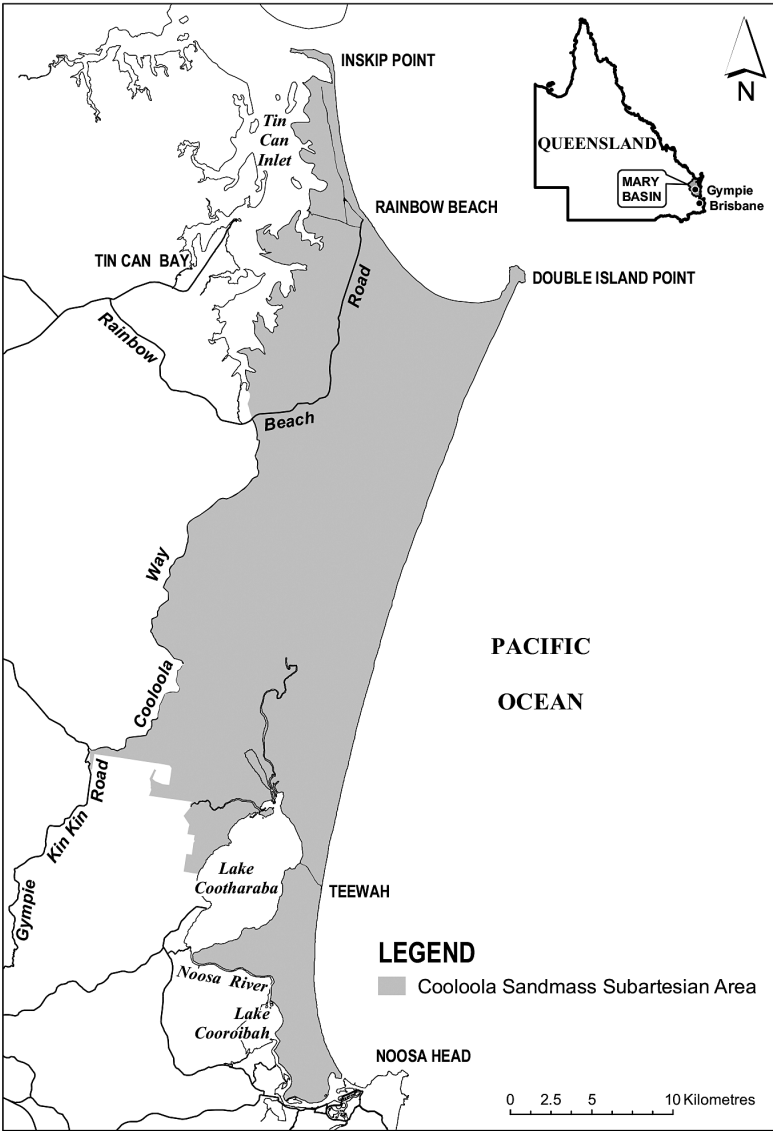 INSKIP POINT
Tin
Can
Inlet
N
QUEENSLAND
MARY
BASIN
Gympie
Brisbane
RAINBOW BEACH
TIN CAN BAY
DOUBLE ISLAND POINT
Road
Rainbow
Beach
Way
PACIFIC
OCEAN
Cooloola
Road
Kin Kin
Gympie
Lake
Cootharaba
TEEWAH
LEGEND
Cooloola Sandmass Subartesian Area
Noosa River
Lake
Cooroibah
NOOSA HEAD
0 2.5 5 10 Kilometres